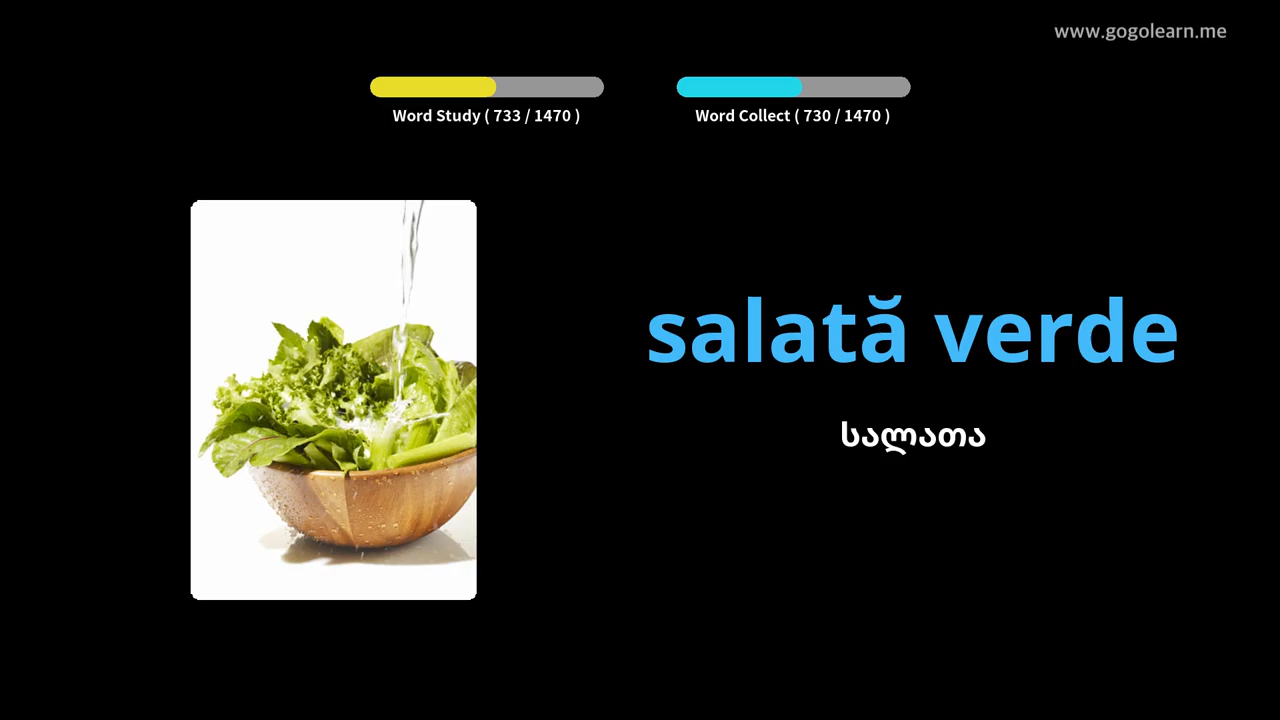 www.gogolearn.me
Word Study ( 733 / 1470 )
Word Collect ( 730 / 1470 )
salată verde
სალათა